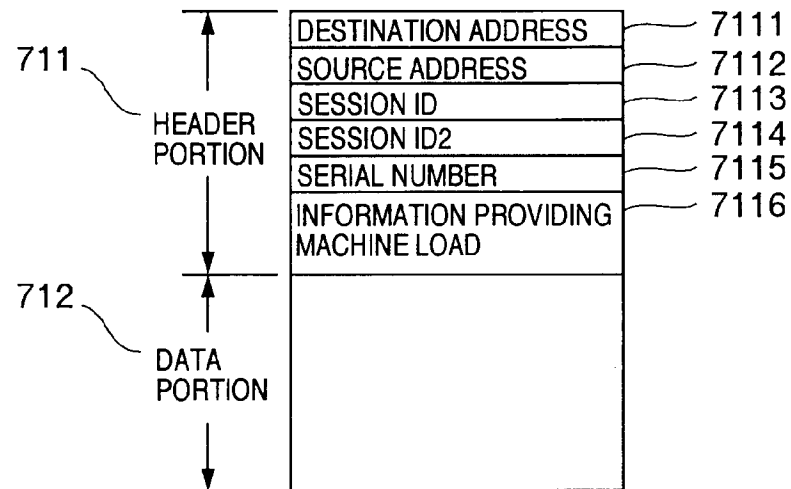 DESTINATION ADDRESS 7111
711 SOURCE ADDRESS 7112
SESSION ID 7113
HEADER PORTION SESSION ID2 7114
SERIAL NUMBER 7115
INFORMATION PROVIDING 7116
MACHINE LOAD
712
DATA
PORTION